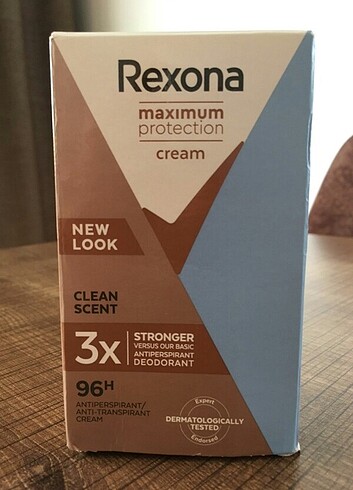 Rexona
maximum
protection
cream
NEW
LOOK
CLEAN
SCENT
3x
STRONGER
VERSUS OUR BASIC
ANTIPERSPIRANT
DEODORANT
96H
ANTIPERSPIRANT/
ANTI-TRANSPIRANT
CREAM
Expert
DERMATOLOGICALLY
TESTED
Endorsed